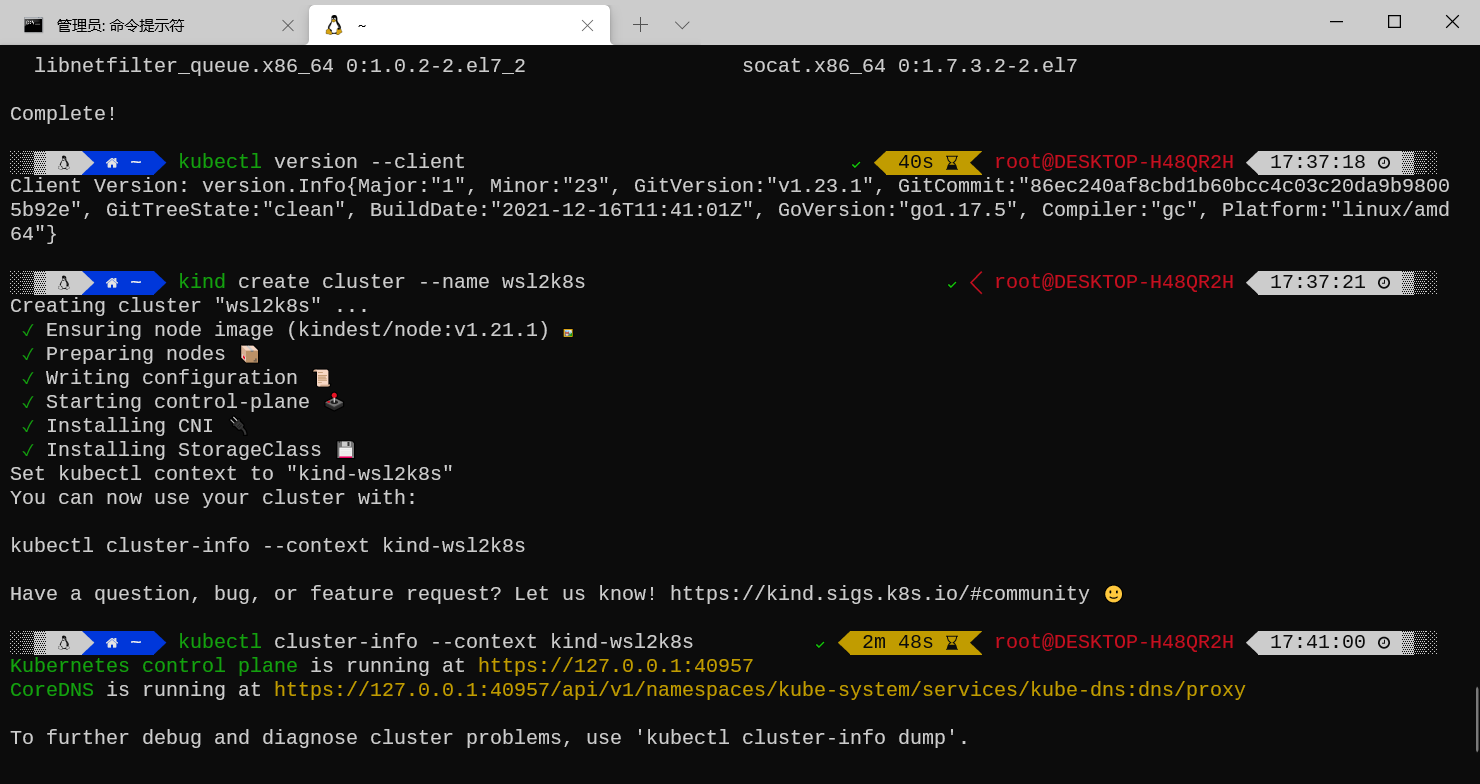 管理员: 命令提示符
~
libnetfilter_queue.x86_64 0:1.0.2-2.el7_2 socat.x86_64 0:1.7.3.2-2.el7
Complete!
~ kubectl version --client ✓ 40s root@DESKTOP-H48QR2H 17:37:18
Client Version: version.Info{Major:"1", Minor:"23", GitVersion:"v1.23.1", GitCommit:"86ec240af8cbd1b60bcc4c03c20da9b9800
5b92e", GitTreeState:"clean", BuildDate:"2021-12-16T11:41:01Z", GoVersion:"go1.17.5", Compiler:"gc", Platform:"linux/amd
64"}
~ kind create cluster --name wsl2k8s ✓ root@DESKTOP-H48QR2H 17:37:21
Creating cluster "wsl2k8s" ...
✓ Ensuring node image (kindest/node:v1.21.1) 🖼
✓ Preparing nodes 📦
✓ Writing configuration 📜
✓ Starting control-plane 🕹️
✓ Installing CNI 🔌
✓ Installing StorageClass 💾
Set kubectl context to "kind-wsl2k8s"
You can now use your cluster with:
kubectl cluster-info --context kind-wsl2k8s
Have a question, bug, or feature request? Let us know! https://kind.sigs.k8s.io/#community 🙂
~ kubectl cluster-info --context kind-wsl2k8s ✓ 2m 48s root@DESKTOP-H48QR2H 17:41:00
Kubernetes control plane is running at https://127.0.0.1:40957
CoreDNS is running at https://127.0.0.1:40957/api/v1/namespaces/kube-system/services/kube-dns:dns/proxy
To further debug and diagnose cluster problems, use 'kubectl cluster-info dump'.